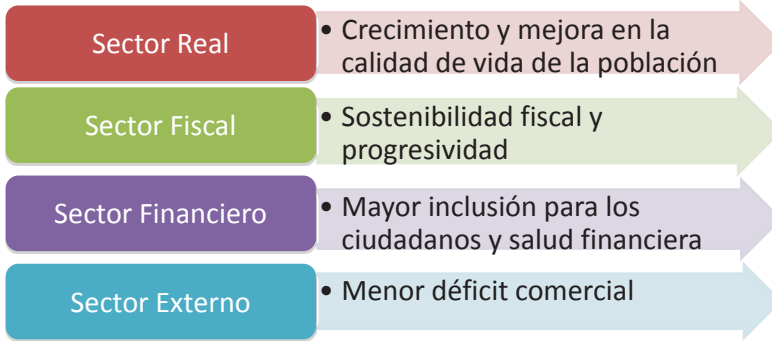 Sector Real
• Crecimiento y mejora en la
calidad de vida de la población
Sector Fiscal
• Sostenibilidad fiscal y
progresividad
Sector Financiero
• Mayor inclusión para los
ciudadanos y salud financiera
Sector Externo
• Menor déficit comercial